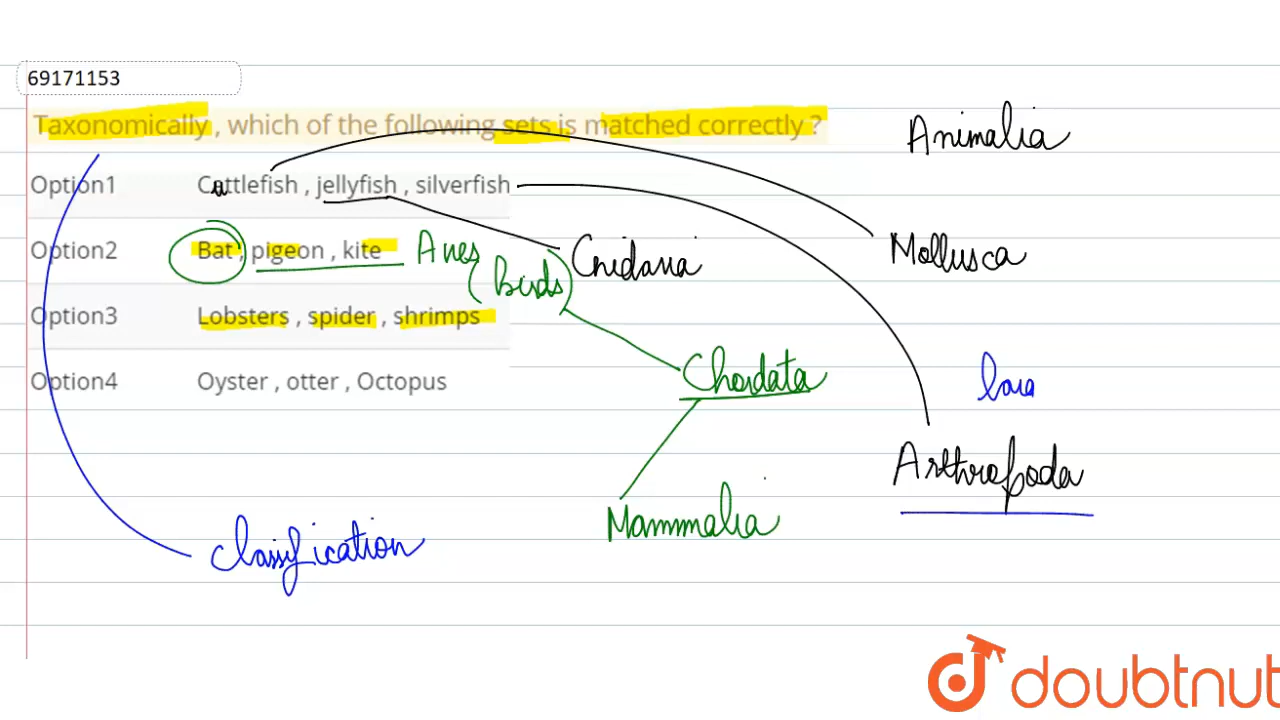 69171153
Taxonomically , which of the following sets is matched correctly ?
Animalia
Option1 Cuttlefish , jellyfish , silverfish
Option2 Bat , pigeon , kite
Aves
(Birds)
Cnidaria
Mollusca
Option3 Lobsters , spider , shrimps
Chordata
Option4 Oyster , otter , Octopus
Arthropoda
Mammalia
Classification
doubtnut